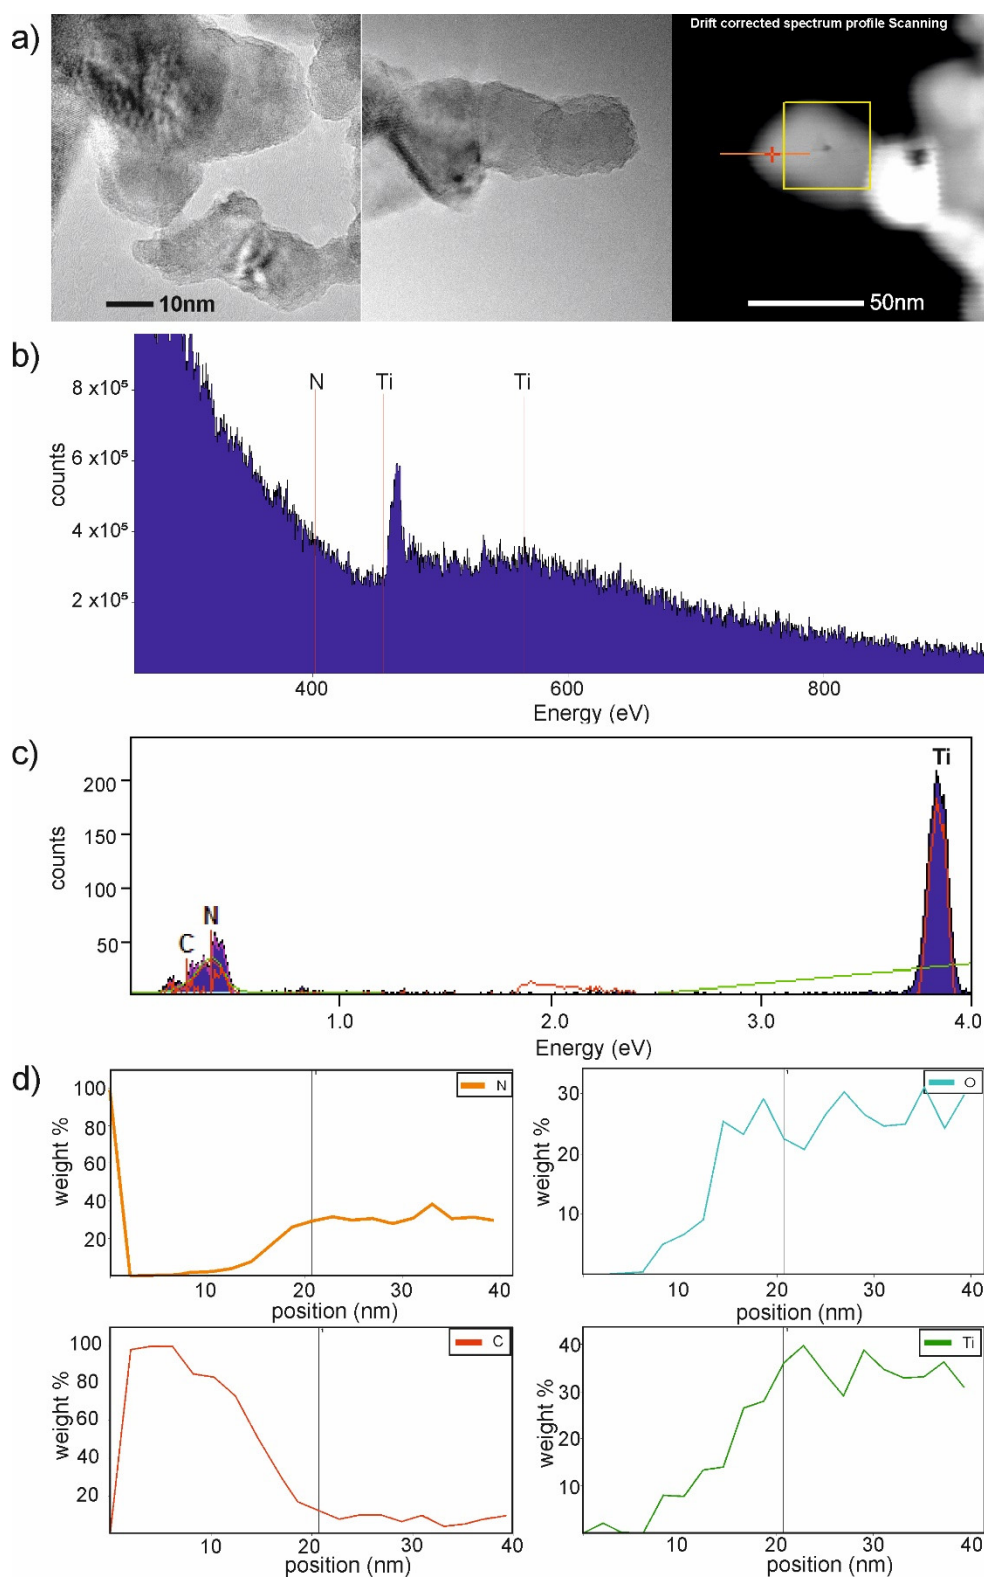 a)
Drift corrected spectrum profile Scanning
10nm
50nm
b)
N
Ti
Ti
8 x10⁵
6 x10⁵
4 x10⁵
2 x10⁵
counts
400
600
800
Energy (eV)
c)
Ti
200
150
100
50
counts
N
C
1.0
2.0
3.0
4.0
Energy (eV)
d)
100
80
60
40
20
weight %
N
10
20
30
40
position (nm)
30
20
10
weight %
O
10
20
30
40
position (nm)
100
80
60
40
20
weight %
C
10
20
30
40
position (nm)
40
30
20
10
weight %
Ti
10
20
30
40
position (nm)